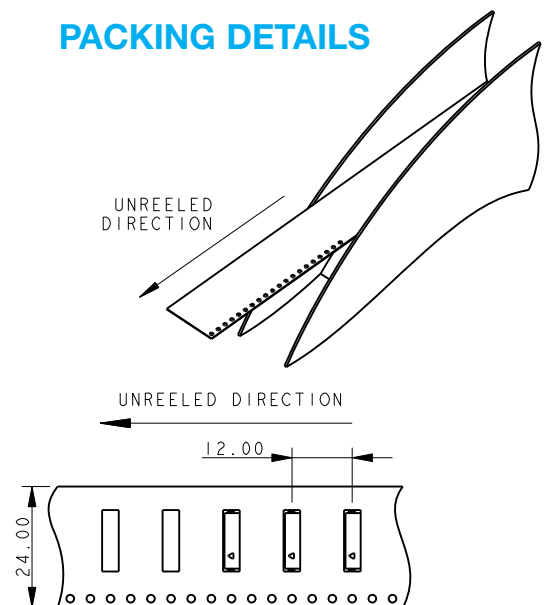 PACKING DETAILS
UNREELED
DIRECTION
UNREELED DIRECTION
12.00
24.00